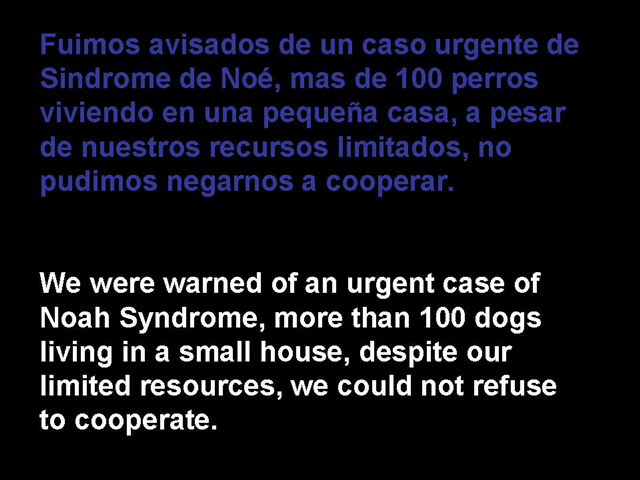 Fuimos avisados de un caso urgente de
Sindrome de Noé, mas de 100 perros
viviendo en una pequeña casa, a pesar
de nuestros recursos limitados, no
pudimos negarnos a cooperar.
We were warned of an urgent case of
Noah Syndrome, more than 100 dogs
living in a small house, despite our
limited resources, we could not refuse
to cooperate.